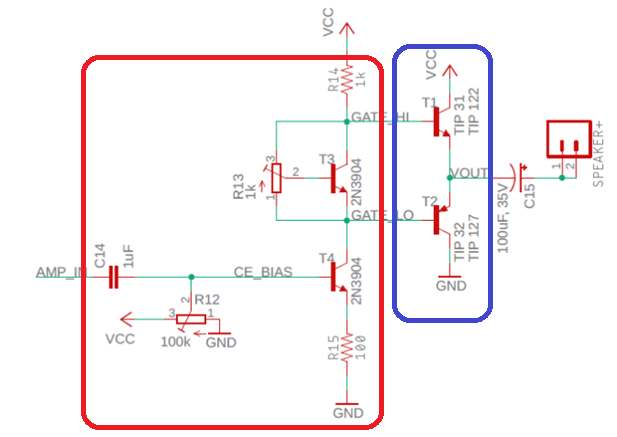 VCC
R14
1k
VCC
GATE_HI
T1
TIP 31
TIP 122
3
T3
2
R13
1k
1
2N3904
SPEAKER+
1
2
VOUT
GATE_LO
T2
TIP 32
TIP 127
100uF, 35V
C15
C14
1uF
T4
2N3904
AMP_IN
CE_BIAS
GND
2
R12
3
1
VCC
100k
GND
R15
100
GND